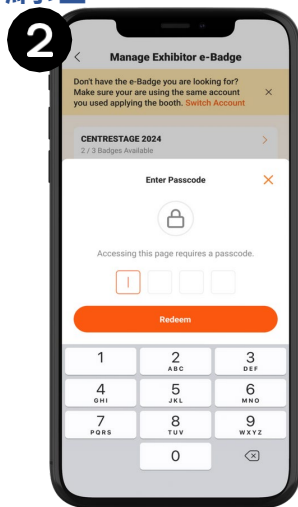 2
Manage Exhibitor e-Badge
Don't have the e-Badge you are looking for?
Make sure your are using the same
account you used applying the booth. Switch Account
CENTRESTAGE 2024
2 / 3 Badges Available
Enter Passcode
Accessing this page requires a passcode.
Redeem
1
2
ABC
3
DEF
4
GHI
5
JKL
6
MNO
7
PQRS
8
TUV
9
WXYZ
0